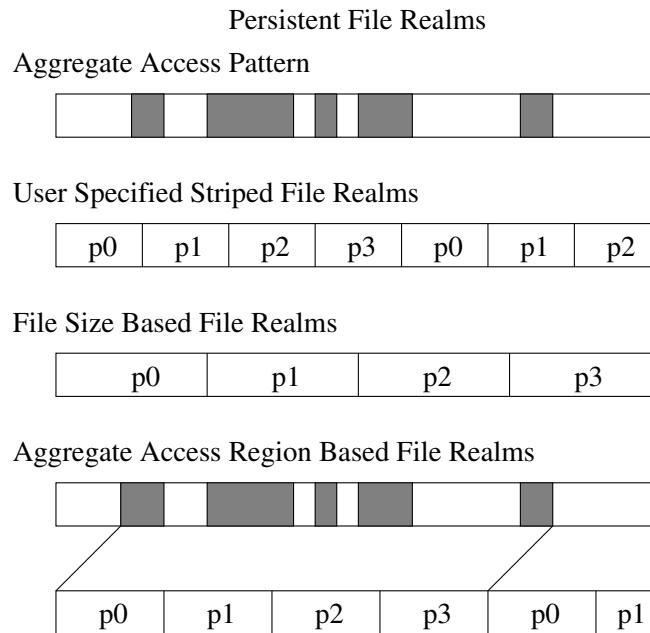 Persistent File Realms
Aggregate Access Pattern
User Specified Striped File Realms
p0 p1 p2 p3 p0 p1 p2
File Size Based File Realms
p0 p1 p2 p3
Aggregate Access Region Based File Realms
p0 p1 p2 p3 p0 p1